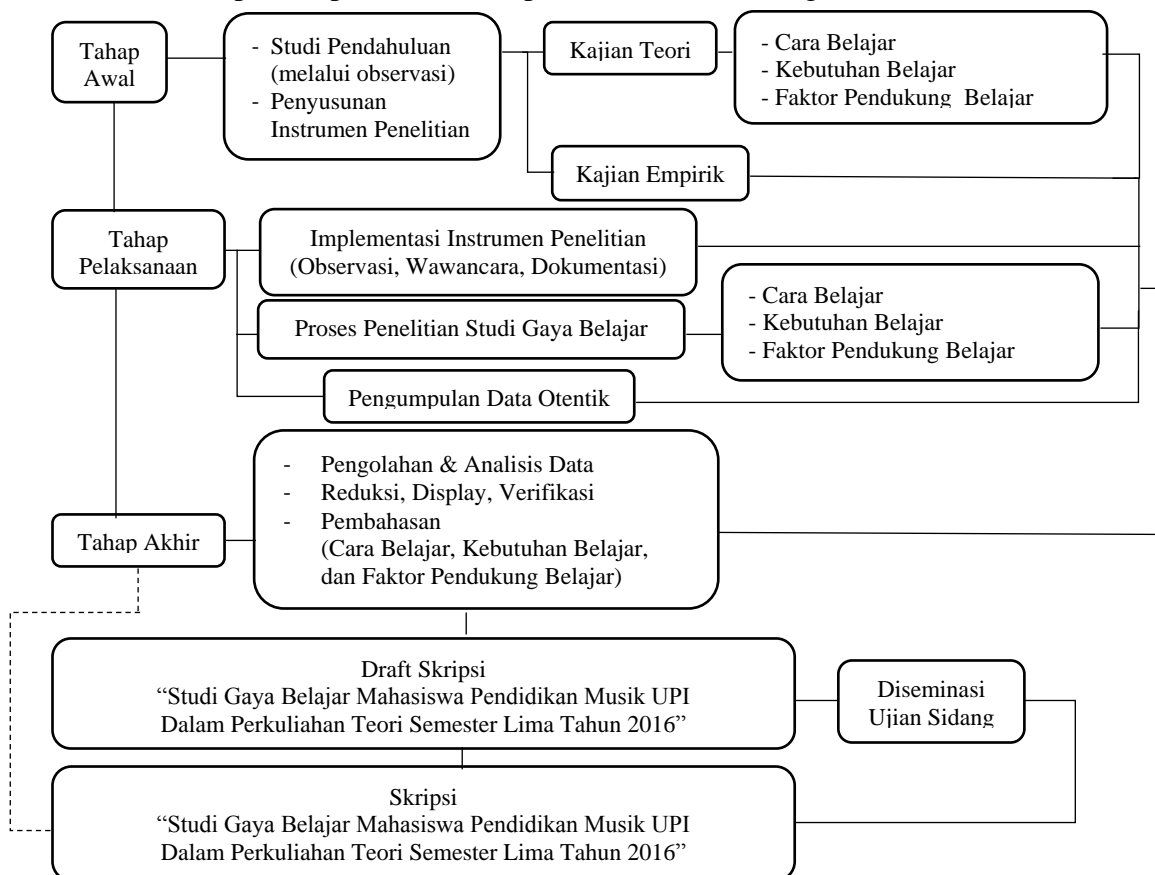 Tahap
Awal
- Studi Pendahuluan
(melalui observasi)
- Penyusunan
Instrumen Penelitian
Kajian Teori
- Cara Belajar
- Kebutuhan Belajar
- Faktor Pendukung Belajar
Kajian Empirik
Tahap
Pelaksanaan
Implementasi Instrumen Penelitian
(Observasi, Wawancara, Dokumentasi)
Proses Penelitian Studi Gaya Belajar
- Cara Belajar
- Kebutuhan Belajar
- Faktor Pendukung Belajar
Pengumpulan Data Otentik
Tahap Akhir
- Pengolahan & Analisis Data
- Reduksi, Display, Verifikasi
- Pembahasan
(Cara Belajar, Kebutuhan Belajar,
dan Faktor Pendukung Belajar)
Draft Skripsi
“Studi Gaya Belajar Mahasiswa Pendidikan Musik UPI
Dalam Perkuliahan Teori Semester Lima Tahun 2016”
Diseminasi
Ujian Sidang
Skripsi
“Studi Gaya Belajar Mahasiswa Pendidikan Musik UPI
Dalam Perkuliahan Teori Semester Lima Tahun 2016”